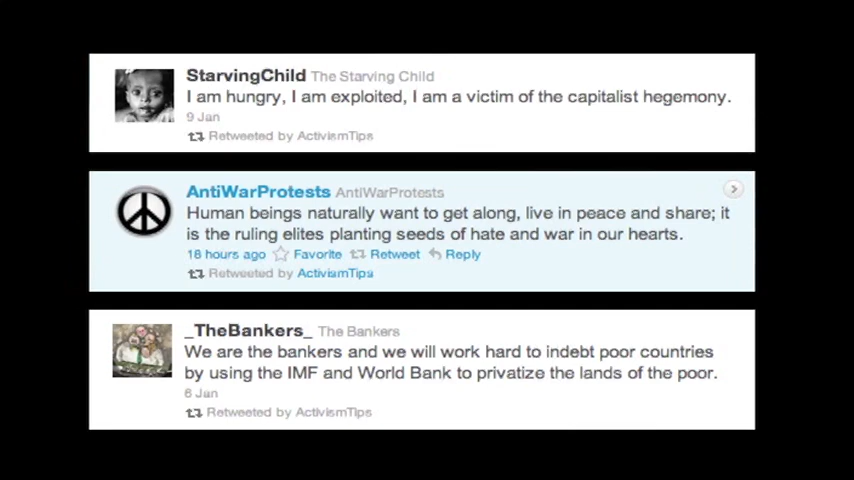 StarvingChild The Starving Child
I am hungry, I am exploited, I am a victim of the capitalist hegemony.
9 Jan
Retweeted by ActivismTips
AntiWarProtests AntiWarProtests
Human beings naturally want to get along, live in peace and share; it
is the ruling elites planting seeds of hate and war in our hearts.
18 hours ago Favorite Retweet Reply
Retweeted by ActivismTips
_TheBankers_ The Bankers
We are the bankers and we will work hard to indebt poor countries
by using the IMF and World Bank to privatize the lands of the poor.
6 Jan
Retweeted by ActivismTips